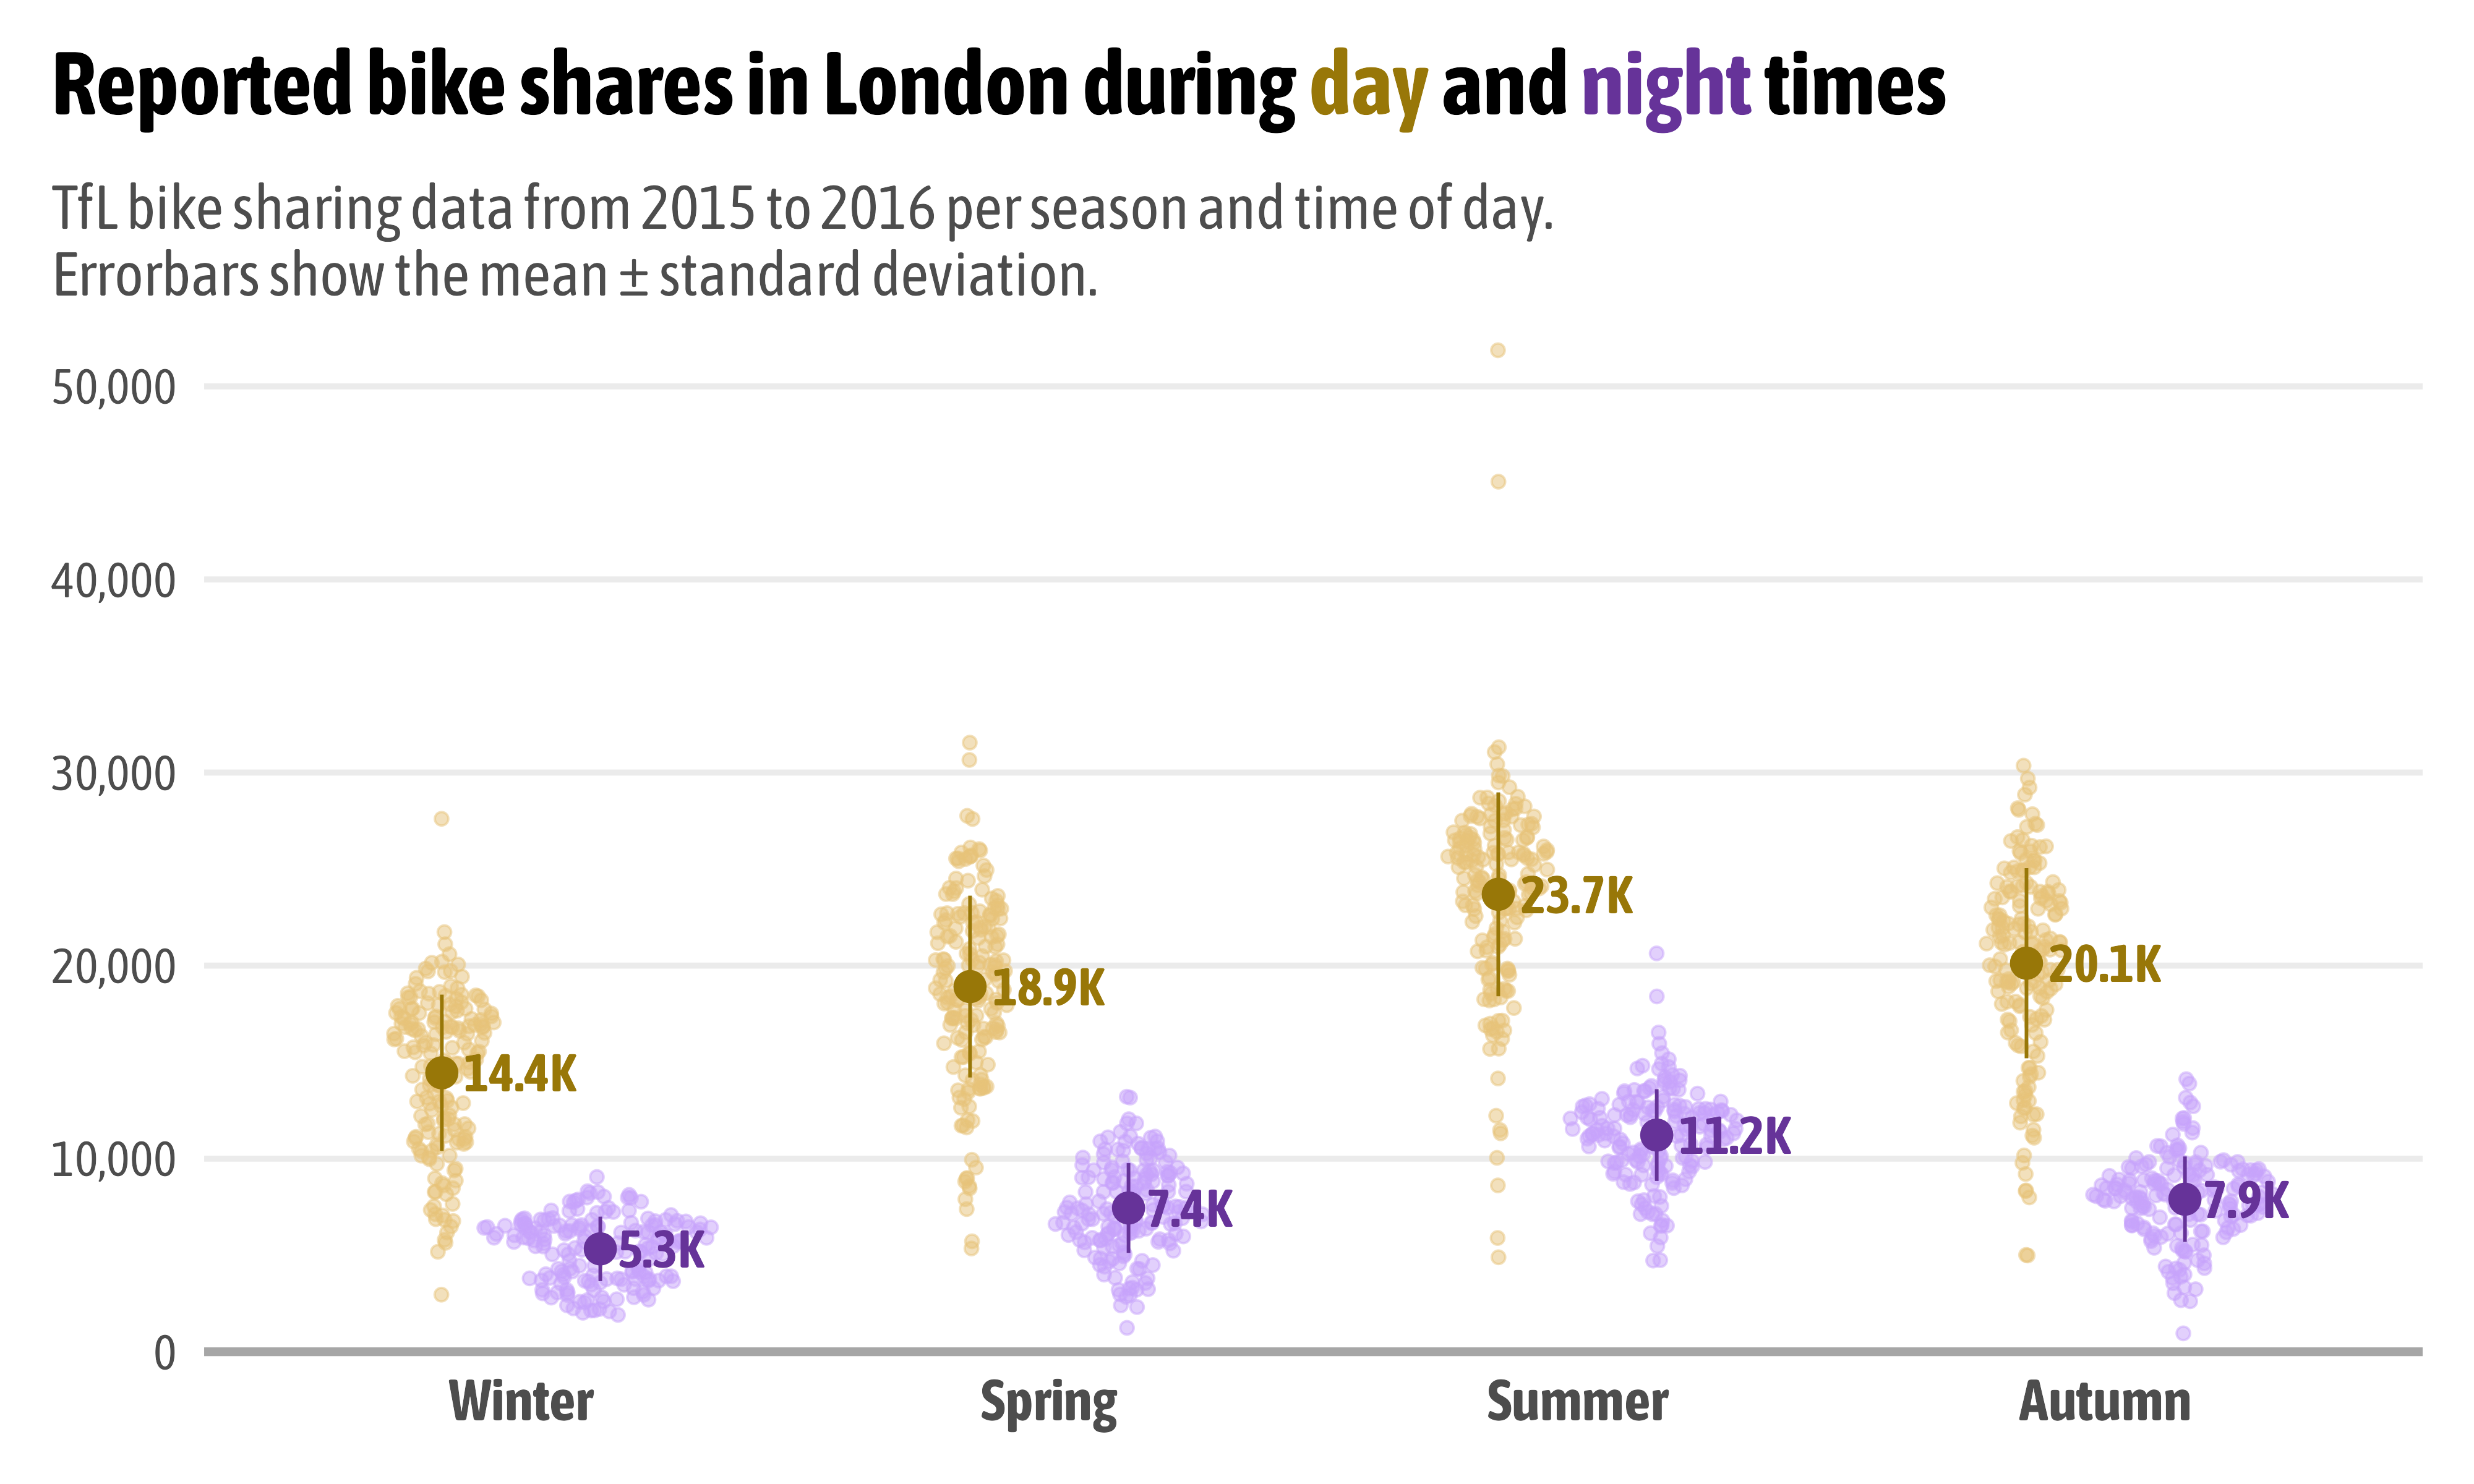 Reported bike shares in London during day and night times
TfL bike sharing data from 2015 to 2016 per season and time of day.
Errorbars show the mean ± standard deviation.
50,000
40,000
30,000
20,000
10,000
0
14.4K
5.3K
18.9K
7.4K
23.7K
11.2K
20.1K
7.9K
Winter
Spring
Summer
Autumn